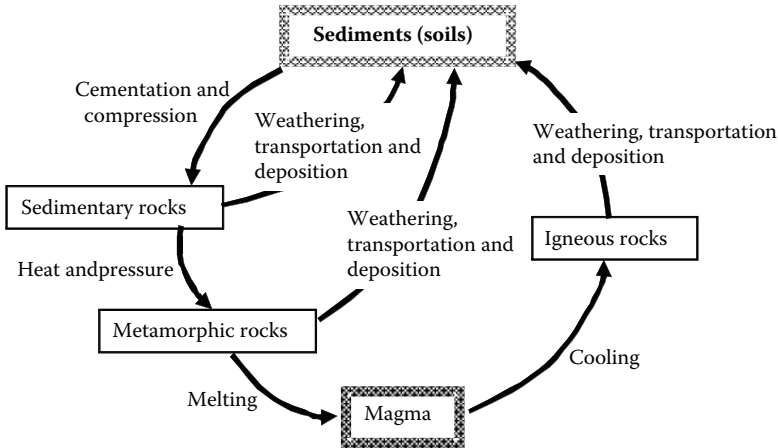 Sediments (soils)
Cementation and
compression
Weathering,
transportation and
deposition
Weathering, transportation
and deposition
Sedimentary rocks
Weathering,
transportation and
deposition
Igneous rocks
Heat andpressure
Metamorphic rocks
Cooling
Melting
Magma